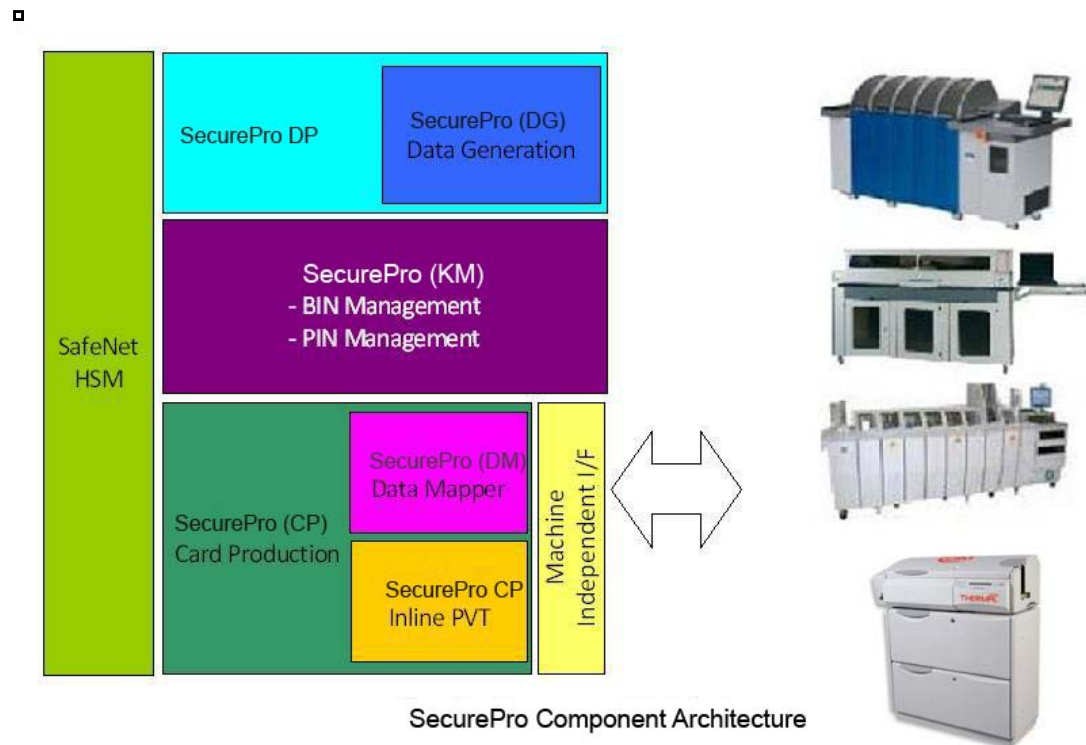 SafeNet
HSM
SecurePro DP
SecurePro (DG)
Data Generation
SecurePro (KM)
- BIN Management
- PIN Management
SecurePro (CP)
Card Production
SecurePro (DM)
Data Mapper
SecurePro CP
Inline PVT
Machine
Independent I/F
THERMAL
SecurePro Component Architecture